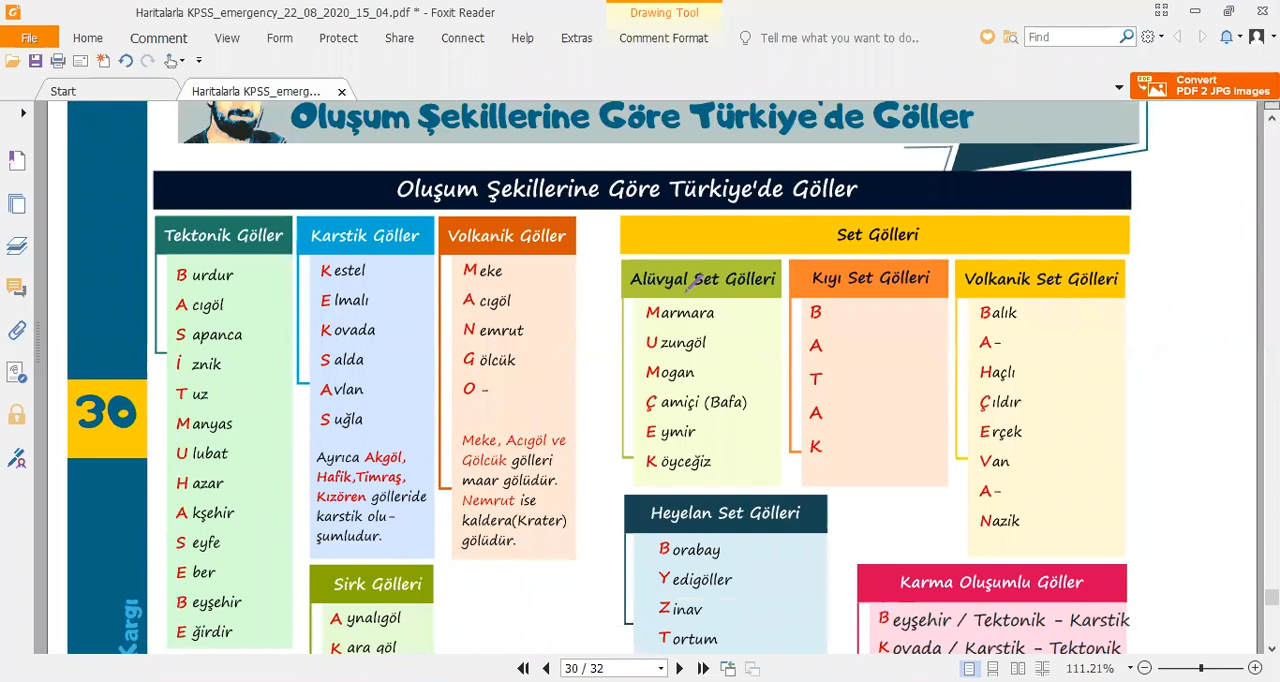 Haritalarla KPSS_emergency_22_08_2020_15_04.pdf * - Foxit Reader
Drawing Tool
File Home Comment View Form Protect Share Connect Help Extras Comment Format Tell me what you want to do.. Find
Start
Haritalarla KPSS_emerg...
Convert
PDF 2 JPG Images
Oluşum Şekillerine Göre Türkiye'de Göller
Oluşum Şekillerine Göre Türkiye'de Göller
30
Kargı
Tektonik Göller
Burdur
Acıgöl
Sapanca
İznik
Tuz
Manyas
Ulubat
Hazar
Akşehir
Seyfe
Eber
Beyşehir
Eğirdir
Karstik Göller
Kestel
Elmalı
Kovada
Salda
Avlan
Suğla
Ayrıca Akgöl,
Hafik,Timraş,
Kızören gölleride
karstik olu-
şumludur.
Sirk Gölleri
Aynalıgöl
Kara göl
Volkanik Göller
Meke
Acıgöl
Nemrut
Gölcük
O -
Meke, Acıgöl ve
Gölcük gölleri
maar gölüdür.
Nemrut ise
kaldera(Krater)
gölüdür.
Set Gölleri
Alüvyal Set Gölleri
Marmara
Uzungöl
Mogan
Çamiçi (Bafa)
Eymir
Köyceğiz
Kıyı Set Gölleri
B
A
T
A
K
Volkanik Set Gölleri
Balık
A-
Haçlı
Çıldır
Erçek
Van
A-
Nazik
Heyelan Set Gölleri
Borabay
Yedigöller
Zinav
Tortum
Karma Oluşumlu Göller
Beyşehir / Tektonik - Karstik
Kovada / Karstik - Tektonik
30 / 32
111.21%